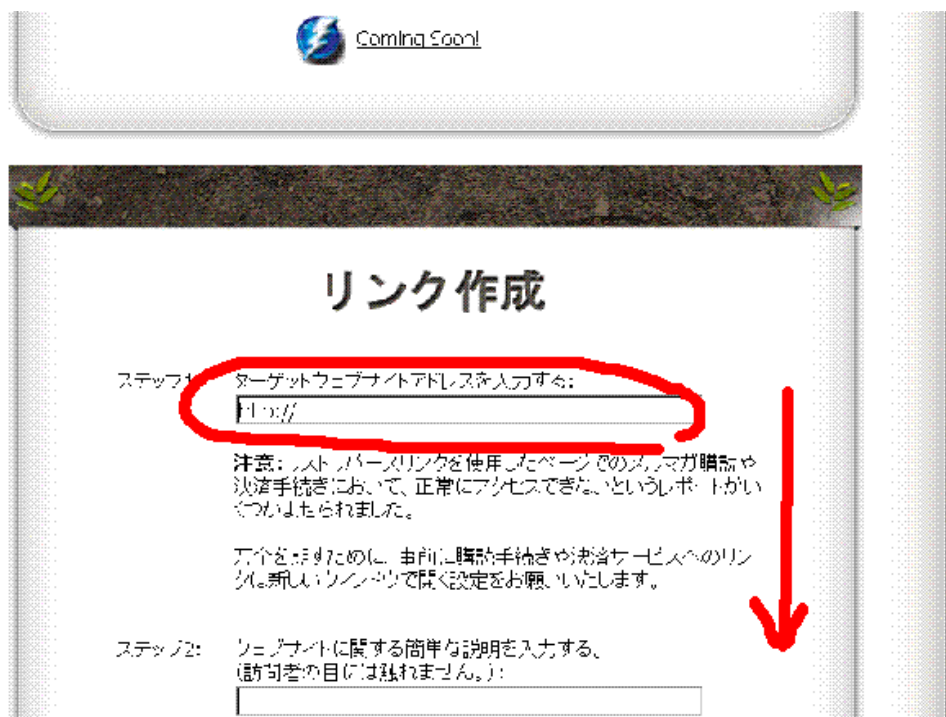 Coming Soon!
リンク作成
ステップ1:
ターゲットウェブサイトアドレスを入力する:
http://
注意: リストリバースリンクを使用したページでのメルマガ購読や
決済手続きにおいて、正常にアクセスできないというレポートがい
くつかよせられました。
万全を期すために、事前に購読手続きや決済サービスへのリン
クは新しいウィンドウで開く設定をお願いいたします。
ステップ2:
ウェブサイトに関する簡単な説明を入力する、
(訪問者の目には触れません。):